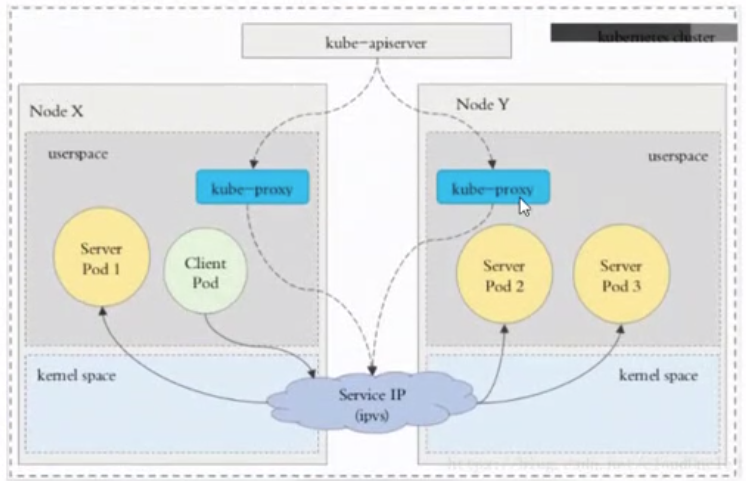 kube-apiserver
kubernetes cluster
Node X
Node Y
userspace
userspace
kube-proxy
kube-proxy
Server
Pod 1
Client
Pod
Server
Pod 2
Server
Pod 3
kernel space
kernel space
Service IP
(ipvs)